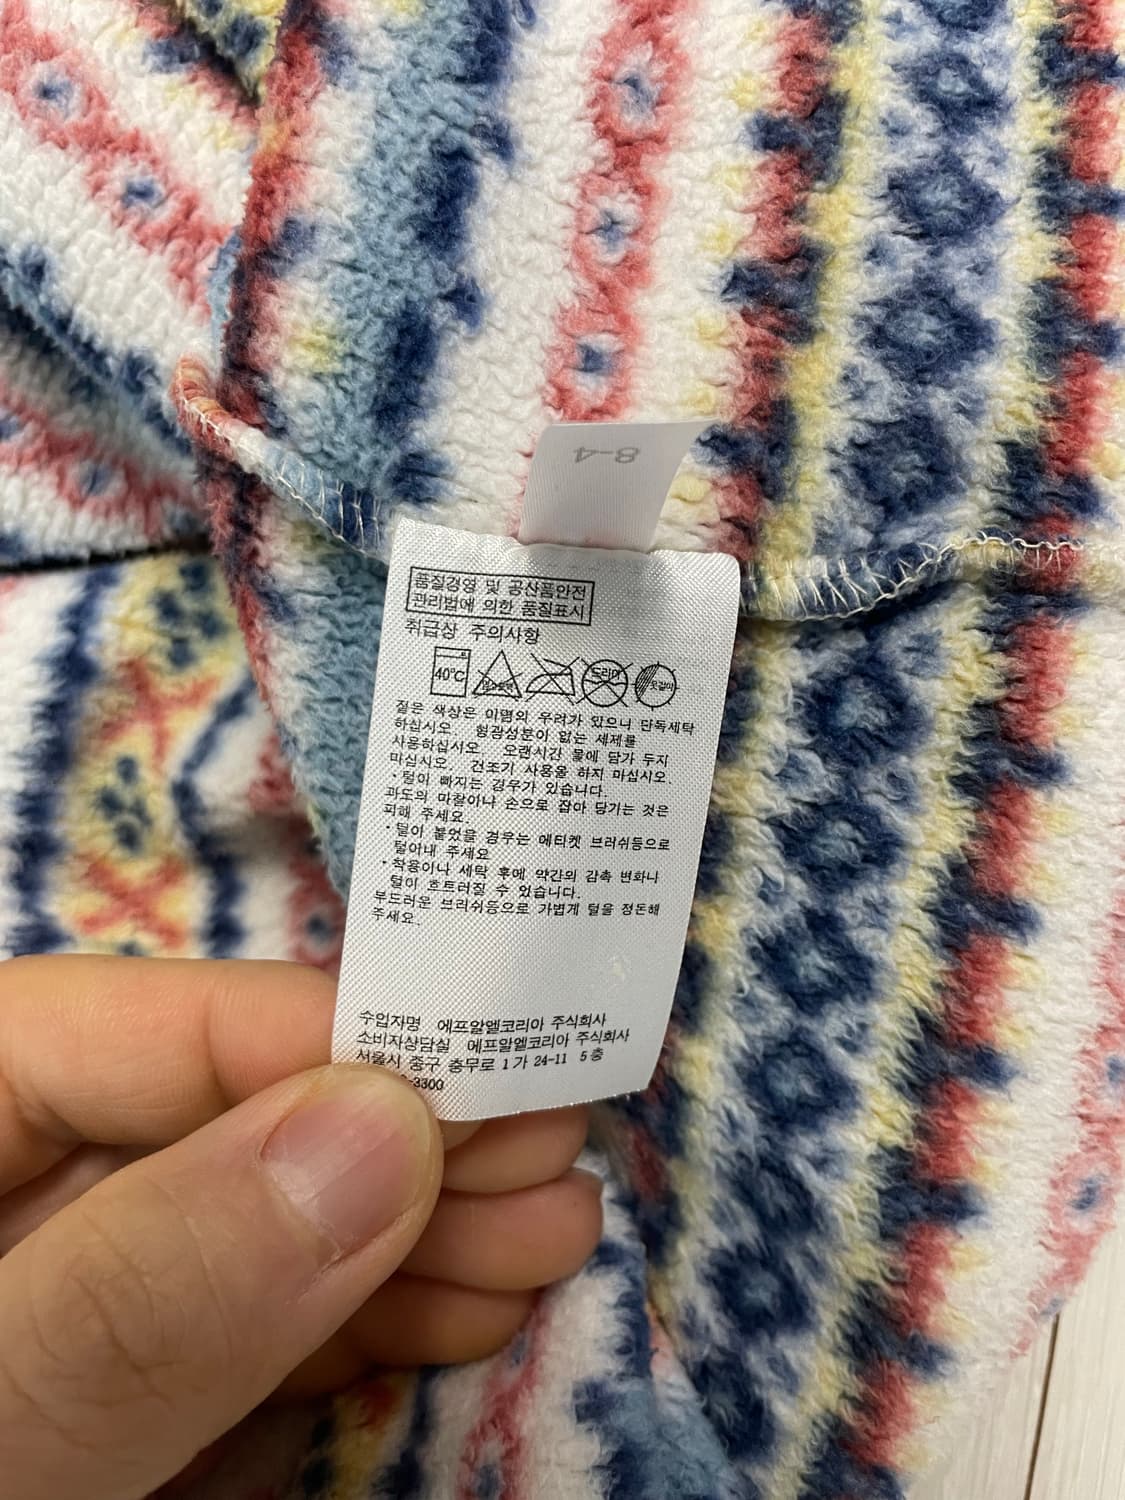 8-4
품질경영 및 공산품안전
관리법에 의한 품질표시
취급상 주의사항
40℃ 드라이 옷걸이
짙은 색상은 이염의 우려가 있으니 단독세탁
하십시오. 형광성분이 없는 세제를
사용하십시오. 오랜시간 물에 담가 두지
마십시오. 건조기 사용을 하지 마십시오.
·털이 빠지는 경우가 있습니다.
과도의 마찰이나 손으로 잡아 당기는 것은
피해 주세요.
·털이 붙었을 경우는 에티켓 브러쉬등으로
털어내 주세요
·착용이나 세탁 후에 약간의 감촉 변화나
털이 흐트러질 수 있습니다.
부드러운 브러쉬등으로 가볍게 털을 정돈해
주세요.
수입자명 에프알엘코리아 주식회사
소비자상담실 에프알엘코리아 주식회사
서울시 중구 충무로 1가 24-11 5층
-3300